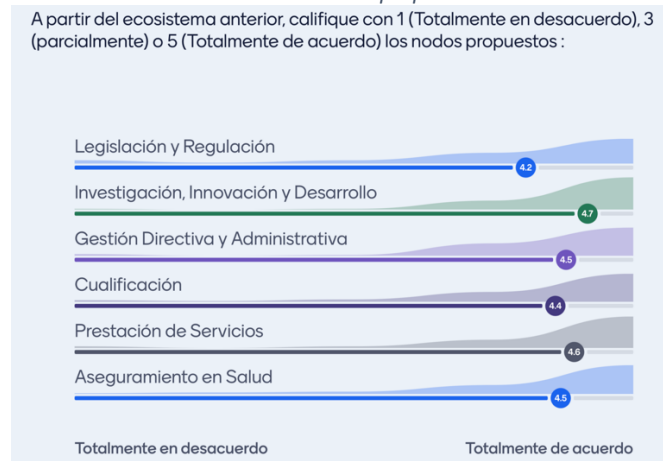 A partir del ecosistema anterior, califique con 1 (Totalmente en desacuerdo), 3
(parcialmente) o 5 (Totalmente de acuerdo) los nodos propuestos :
Legislación y Regulación
4.2
Investigación, Innovación y Desarrollo
4.7
Gestión Directiva y Administrativa
4.5
Cualificación
4.4
Prestación de Servicios
4.6
Aseguramiento en Salud
4.5
Totalmente en desacuerdo Totalmente de acuerdo